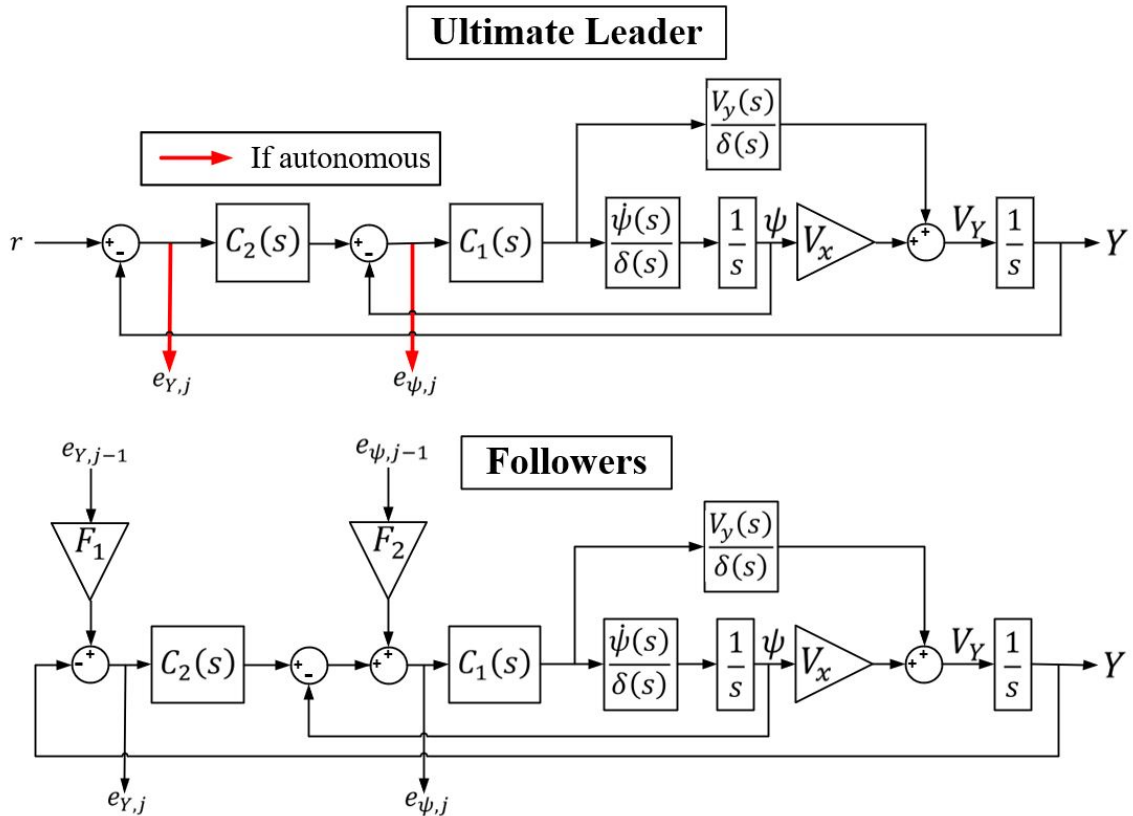 Ultimate Leader
If autonomous
V_y(s)
δ(s)
r
+
-
C_2(s)
+
-
C_1(s)
ψ̇(s)
δ(s)
1
s
ψ
V_x
+
+
V_Y
1
s
Y
e_{Y,j}
e_{ψ,j}
e_{Y,j-1}
e_{ψ,j-1}
Followers
F_1
F_2
V_y(s)
δ(s)
-
+
C_2(s)
+
-
+
+
C_1(s)
ψ̇(s)
δ(s)
1
s
ψ
V_x
+
+
V_Y
1
s
Y
e_{Y,j}
e_{ψ,j}